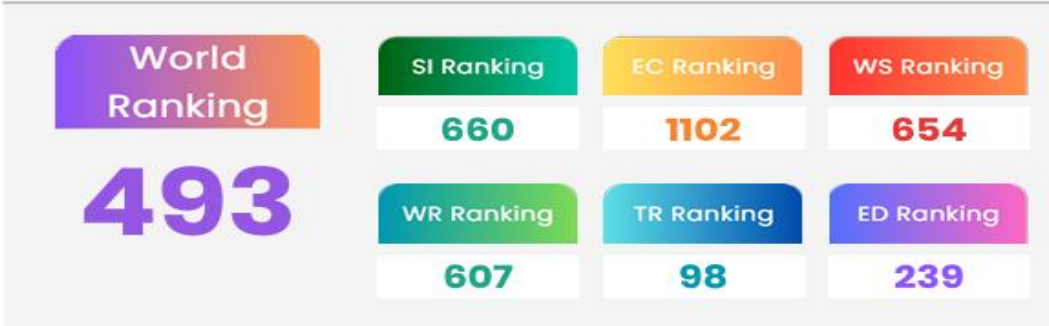 World
Ranking
493
SI Ranking
EC Ranking
WS Ranking
660
1102
654
WR Ranking
TR Ranking
ED Ranking
607
98
239